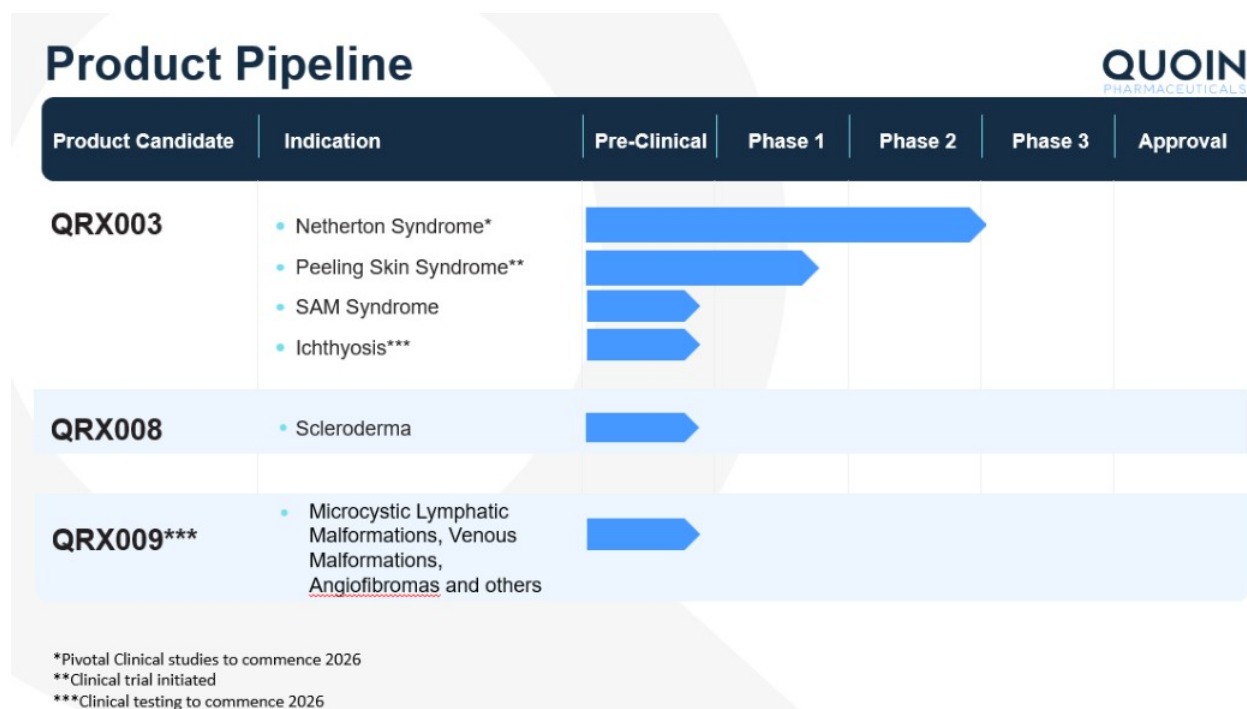 Product Pipeline
QUOIN
PHARMACEUTICALS
Product Candidate Indication Pre-Clinical Phase 1 Phase 2 Phase 3 Approval
QRX003
• Netherton Syndrome*
• Peeling Skin Syndrome**
• SAM Syndrome
• Ichthyosis***
QRX008
• Scleroderma
QRX009***
• Microcystic Lymphatic
Malformations, Venous
Malformations,
Angiofibromas and others
*Pivotal Clinical studies to commence 2026
**Clinical trial initiated
***Clinical testing to commence 2026